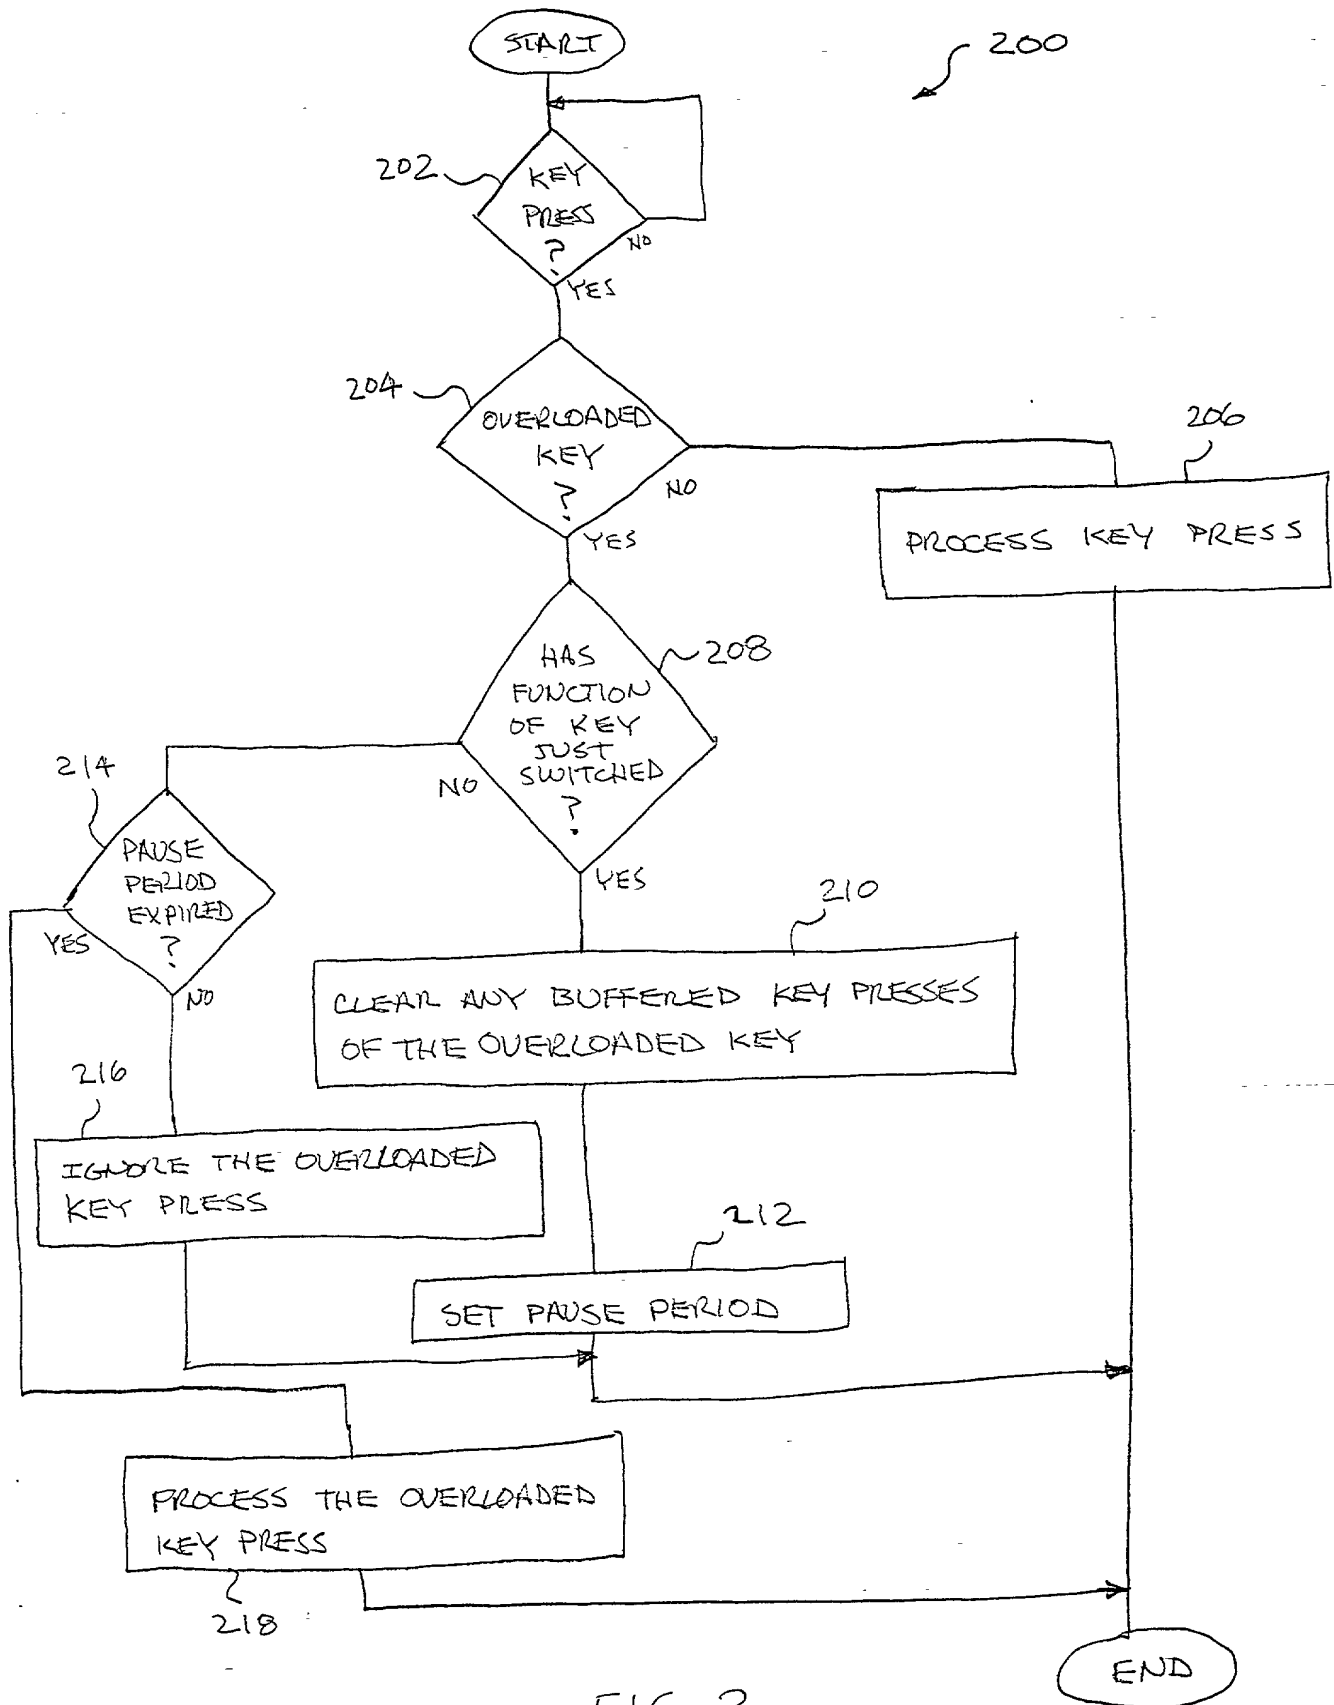 START
200
202
KEY
PRESS
?
NO
YES
204
OVERLOADED
KEY
?
NO
YES
206
PROCESS KEY PRESS
208
HAS
FUNCTION
OF KEY
JUST
SWITCHED
?
NO
YES
214
PAUSE
PERIOD
EXPIRED
?
YES
NO
210
CLEAR ANY BUFFERED KEY PRESSES
OF THE OVERLOADED KEY
216
IGNORE THE OVERLOADED
KEY PRESS
212
SET PAUSE PERIOD
PROCESS THE OVERLOADED
KEY PRESS
218
END